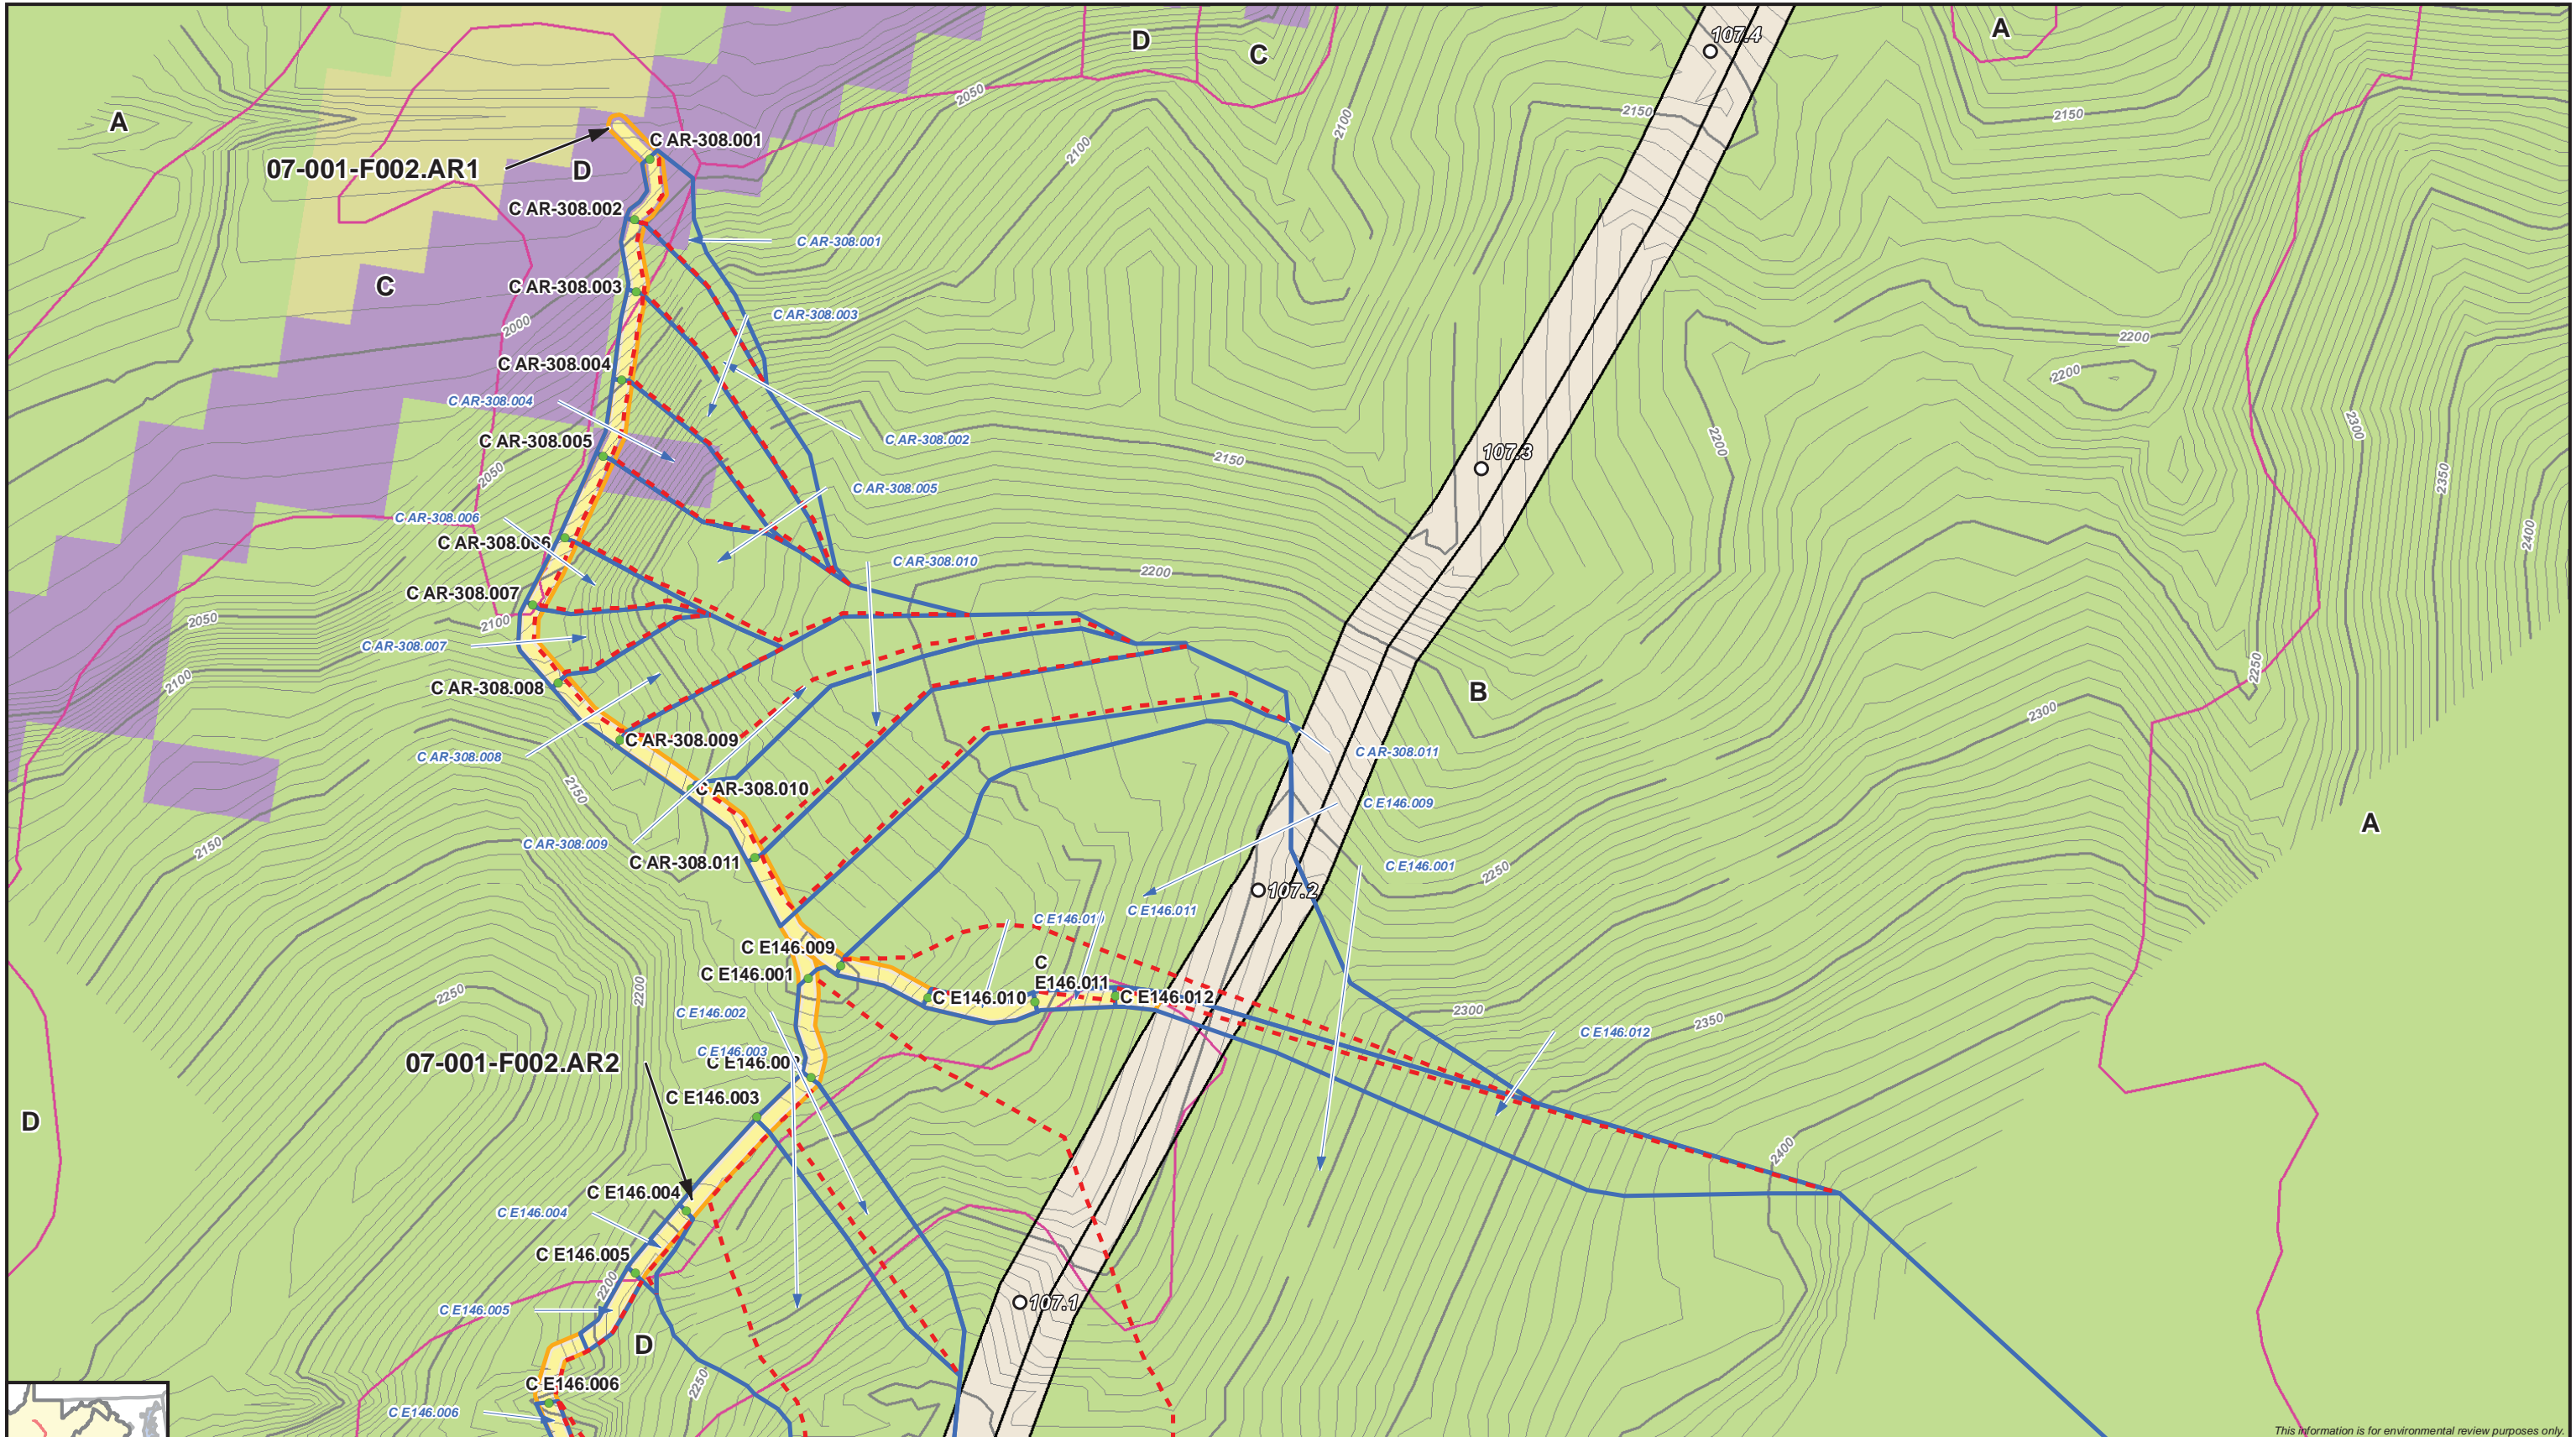 107.4
A
D
C
2050
2150
2150
A
2100
2100
C AR-308.001
07-001-F002.AR1
D
C AR-308.002
C AR-308.001
C AR-308.003
C
C AR-308.003
2000
2200
C AR-308.004
2200
C AR-308.004
2300
C AR-308.005
C AR-308.002
2200
107.3
2150
2050
2350
C AR-308.005
C AR-308.006
2400
C AR-308.006
C AR-308.010
2200
C AR-308.007
2050
2100
C AR-308.007
2250
2100
C AR-308.008
B
2300
C AR-308.009
C AR-308.011
C AR-308.008
2150
C AR-308.010
C E146.009
A
C AR-308.009
2150
C AR-308.011
C E146.001
2250
107.2
C E146.010
C E146.011
C E146.009
C
C E146.001
E146.011
2200
2250
C E146.010
C E146.012
C E146.002
2300
2350
C E146.012
C E146.003
07-001-F002.AR2
C E146.00
C E146.003
D
2400
C E146.004
C E146.004
C E146.005
2200
107.1
C E146.005
D
2250
C E146.006
C E146.006
This information is for environmental review purposes only.